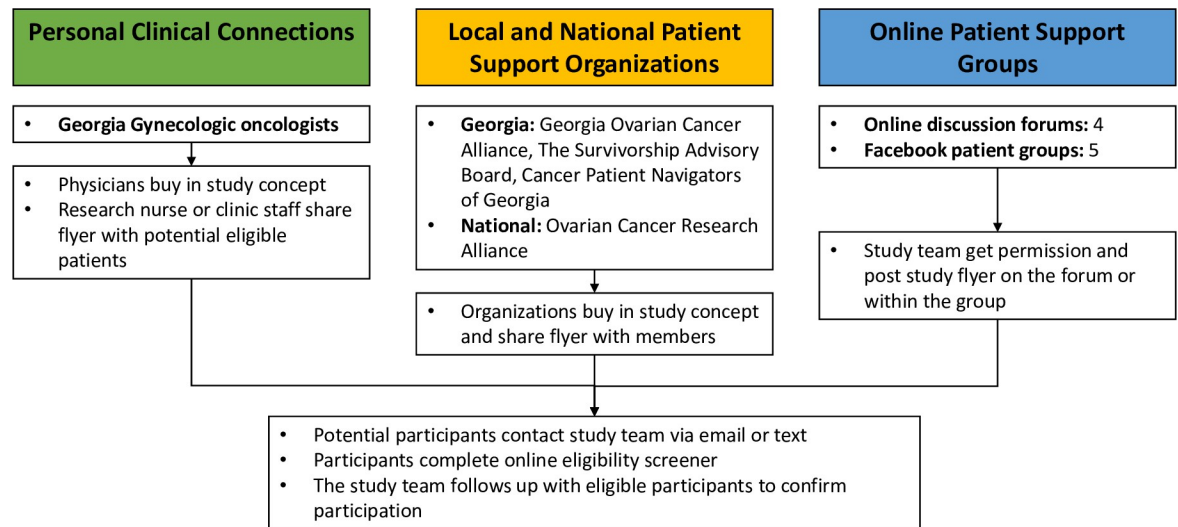 Personal Clinical Connections
• Georgia Gynecologic oncologists
• Physicians buy in study concept
• Research nurse or clinic staff share
flyer with potential eligible
patients
Local and National Patient
Support Organizations
• Georgia: Georgia Ovarian Cancer
Alliance, The Survivorship Advisory
Board, Cancer Patient Navigators
of Georgia
• National: Ovarian Cancer Research
Alliance
• Organizations buy in study concept
and share flyer with members
Online Patient Support
Groups
• Online discussion forums: 4
• Facebook patient groups: 5
• Study team get permission and
post study flyer on the forum or
within the group
• Potential participants contact study team via email or text
• Participants complete online eligibility screener
• The study team follows up with eligible participants to confirm
participation